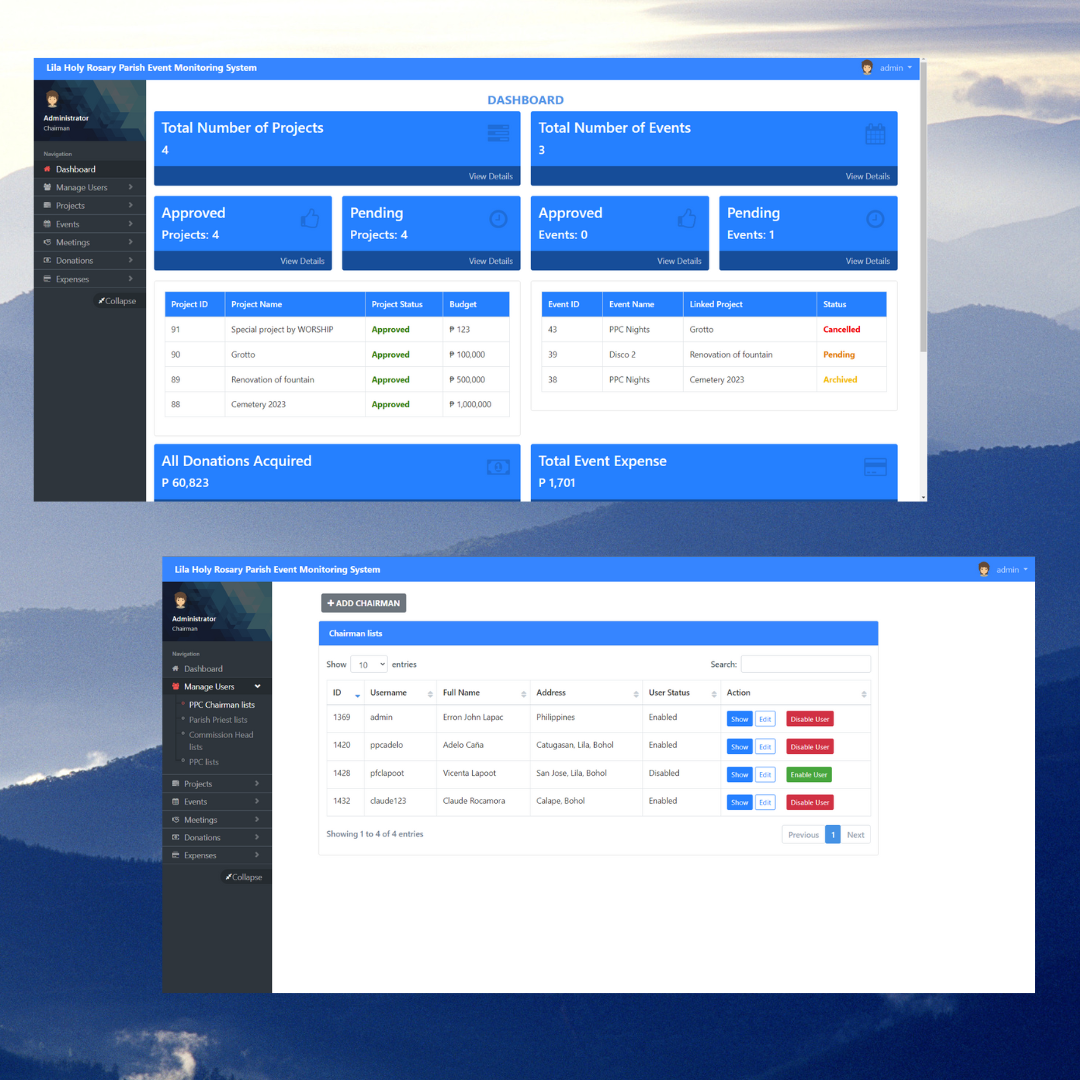 Lila Holy Rosary Parish Event Monitoring System
admin
Administrator
Chairman
Navigation
Dashboard
Manage Users
Projects
Events
Meetings
Donations
Expenses
Collapse
DASHBOARD
Total Number of Projects
4
View Details
Total Number of Events
3
View Details
Approved
Projects: 4
View Details
Pending
Projects: 4
View Details
Approved
Events: 0
View Details
Pending
Events: 1
View Details
Project ID Project Name Project Status Budget
91 Special project by WORSHIP Approved ₱ 123
90 Grotto Approved ₱ 100,000
89 Renovation of fountain Approved ₱ 500,000
88 Cemetery 2023 Approved ₱ 1,000,000
Event ID Event Name Linked Project Status
43 PPC Nights Grotto Cancelled
39 Disco 2 Renovation of fountain Pending
38 PPC Nights Cemetery 2023 Archived
All Donations Acquired
P 60,823
Total Event Expense
P 1,701
Lila Holy Rosary Parish Event Monitoring System
admin
Administrator
Chairman
Navigation
Dashboard
Manage Users
PPC Chairman lists
Parish Priest lists
Commission Head
lists
PPC lists
Projects
Events
Meetings
Donations
Expenses
Collapse
+ ADD CHAIRMAN
Chairman lists
Show 10 entries
Search:
ID Username Full Name Address User Status Action
1369 admin Erron John Lapac Philippines Enabled Show Edit Disable User
1420 ppcadelo Adelo Caña Catugasan, Lila, Bohol Enabled Show Edit Disable User
1428 pfclapoot Vicenta Lapoot San Jose, Lila, Bohol Disabled Show Edit Enable User
1432 claude123 Claude Rocamora Calape, Bohol Enabled Show Edit Disable User
Showing 1 to 4 of 4 entries
Previous 1 Next